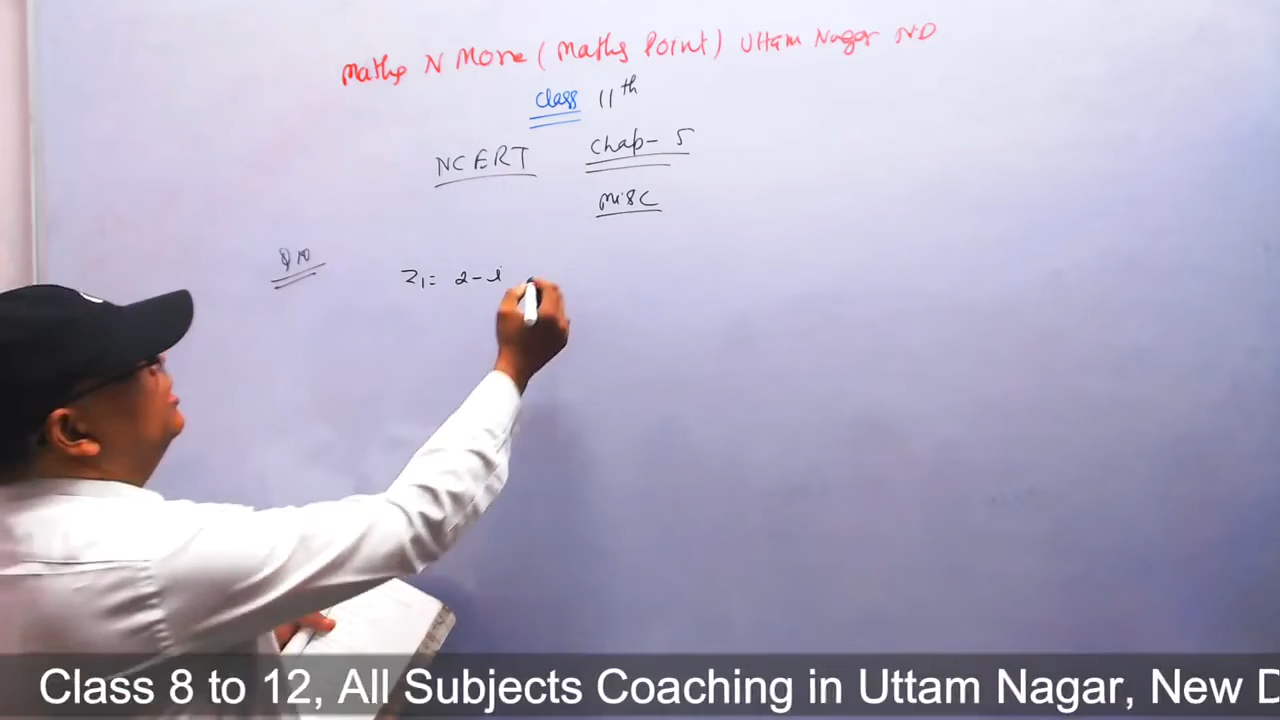 Maths N More (Maths Point) Uttam Nagar ND
Class 11th
NCERT Chap- 5
Misc
Q 10
Z1 = 2-i
Class 8 to 12, All Subjects Coaching in Uttam Nagar, New D